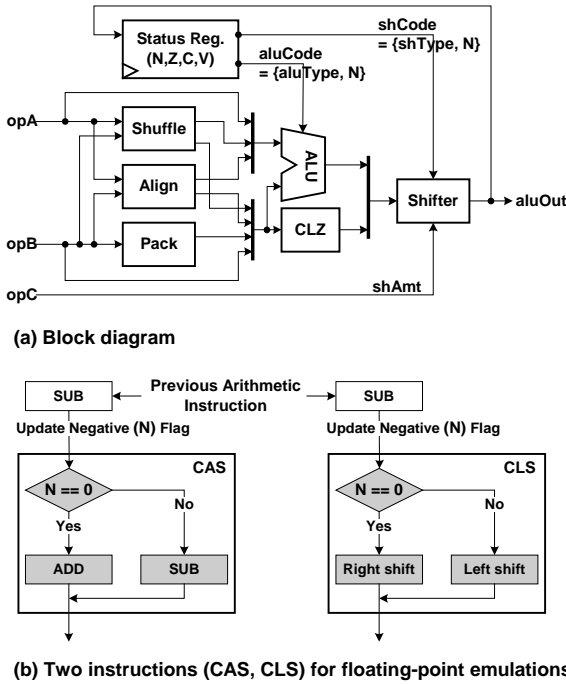 Status Reg.
(N,Z,C,V)
shCode
= {shType, N}
aluCode
= {aluType, N}
opA
Shuffle
Align
ALU
Shifter
aluOut
opB
Pack
CLZ
opC
shAmt
(a) Block diagram
SUB
Previous Arithmetic
Instruction
SUB
Update Negative (N) Flag
Update Negative (N) Flag
CAS
CLS
N == 0
No
Yes
ADD
SUB
N == 0
No
Yes
Right shift
Left shift
(b) Two instructions (CAS, CLS) for floating-point emulations